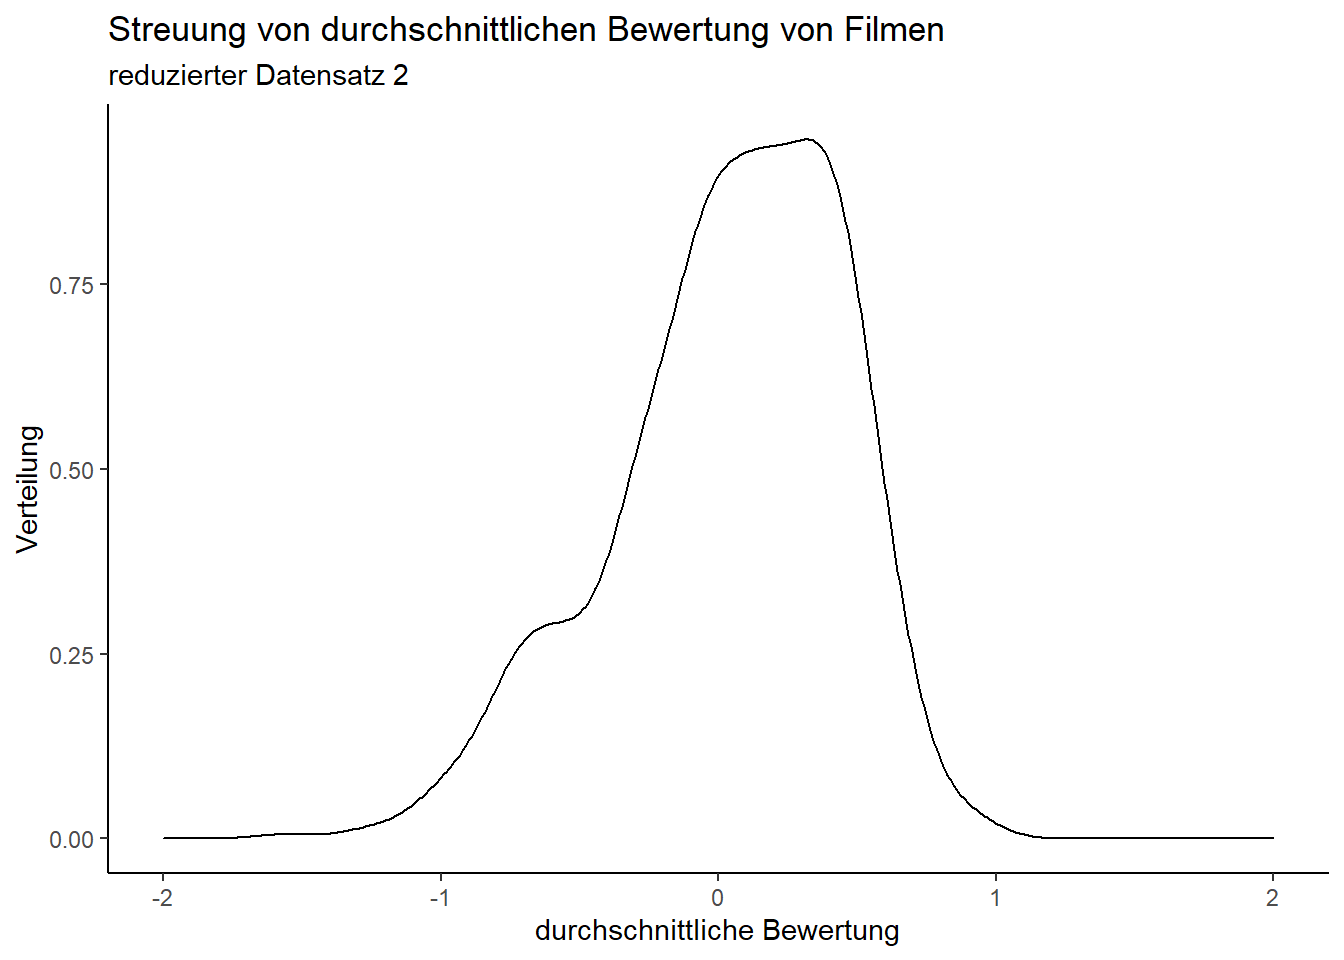 Streuung von durchschnittlichen Bewertung von Filmen
reduzierter Datensatz 2
Verteilung
0.75
0.50
0.25
0.00
-2
-1
0
1
2
durchschnittliche Bewertung